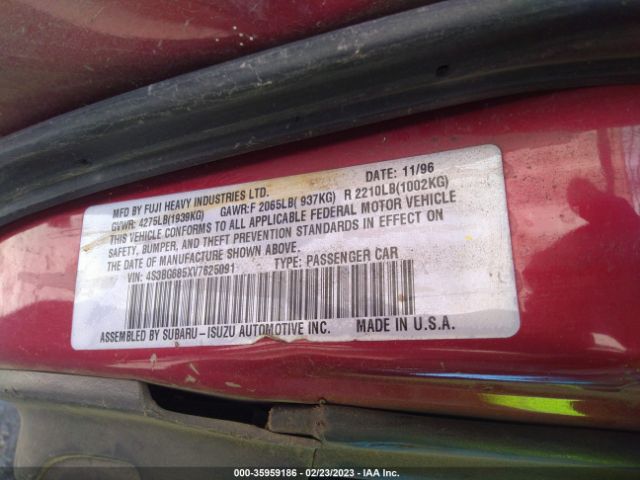 MFD BY FUJI HEAVY INDUSTRIES LTD. DATE: 11/96
GVWR: 4275LB(1939KG) GAWR:F 2065LB( 937KG) R 2210LB(1002KG)
THIS VEHICLE CONFORMS TO ALL APPLICABLE FEDERAL MOTOR VEHICLE
SAFETY, BUMPER, AND THEFT PREVENTION STANDARDS IN EFFECT ON
THE DATE OF MANUFACTURE SHOWN ABOVE.
VIN: 4S3BG685XV7625091 TYPE: PASSENGER CAR
ASSEMBLED BY SUBARU-ISUZU AUTOMOTIVE INC. MADE IN U.S.A.
000-35959186 - 02/23/2023 - IAA Inc.